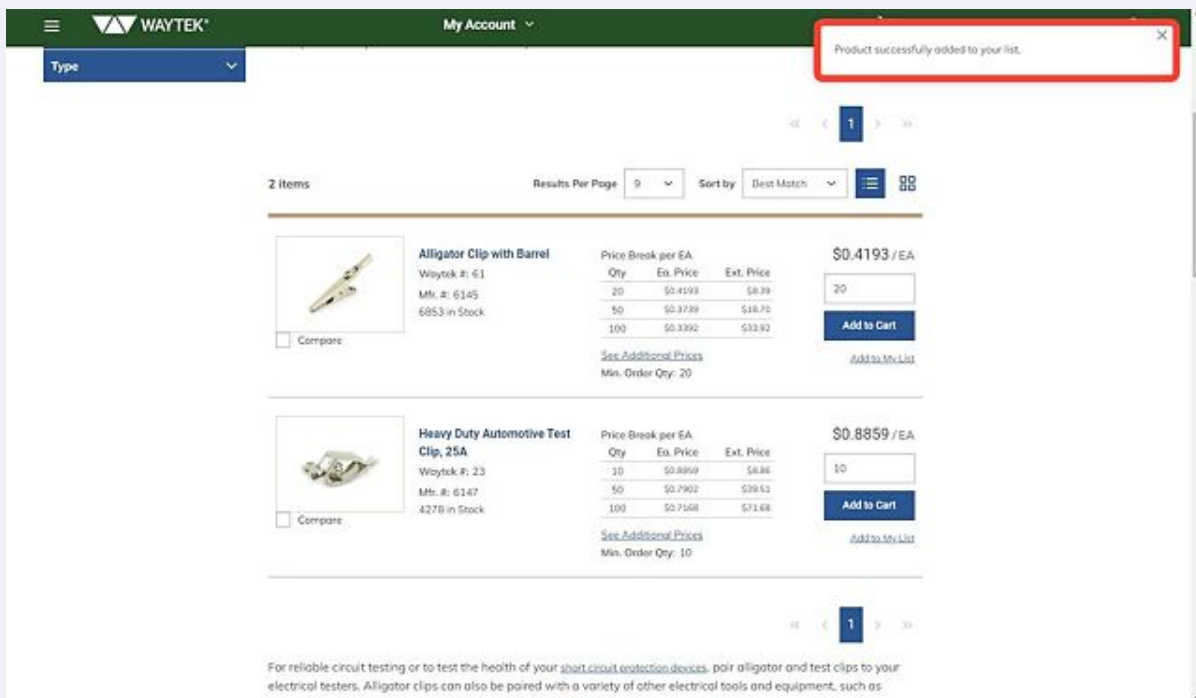 WAYTEK
My Account
Product successfully added to your list.
Type
« < 1 > »
2 items
Results Per Page 9 Sort by Best Match
Alligator Clip with Barrel
Waytek #: 61
Mfr. #: 6145
6853 in Stock
Compare
Price Break per EA
Qty Ea. Price Ext. Price
20 $0.4193 $8.39
50 $0.3739 $18.70
100 $0.3392 $33.92
See Additional Prices
Min. Order Qty: 20
$0.4193 / EA
20
Add to Cart
Add to My List
Heavy Duty Automotive Test
Clip, 25A
Waytek #: 23
Mfr. #: 6147
4278 in Stock
Compare
Price Break per EA
Qty Ea. Price Ext. Price
10 $0.8859 $8.86
50 $0.7902 $39.51
100 $0.7168 $71.68
See Additional Prices
Min. Order Qty: 10
$0.8859 / EA
10
Add to Cart
Add to My List
« < 1 > »
For reliable circuit testing or to test the health of your short circuit protection devices, pair alligator and test clips to your
electrical testers. Alligator clips can also be paired with a variety of other electrical tools and equipment, such as